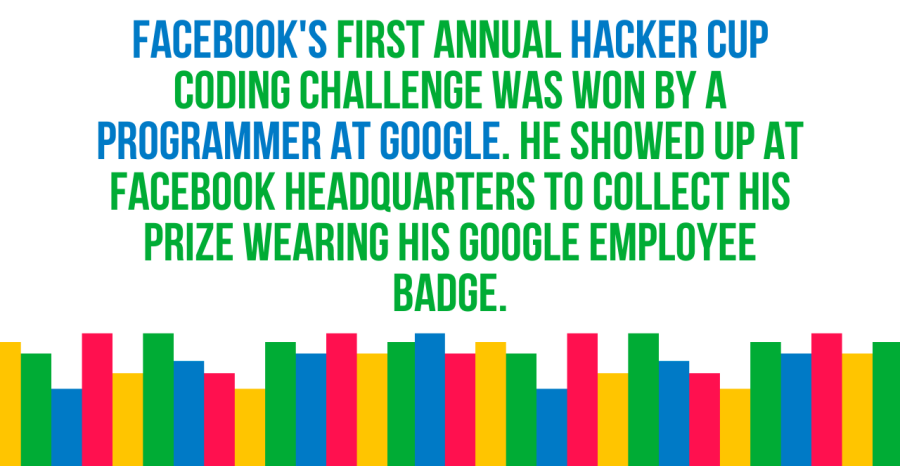 FACEBOOK'S FIRST ANNUAL HACKER CUP
CODING CHALLENGE WAS WON BY A
PROGRAMMER AT GOOGLE. HE SHOWED UP AT
FACEBOOK HEADQUARTERS TO COLLECT HIS
PRIZE WEARING HIS GOOGLE EMPLOYEE
BADGE.